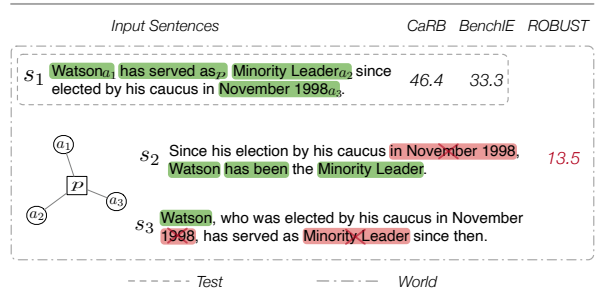 Input Sentences CaRB BenchIE ROBUST
s1 Watsona1 has served asp Minority Leadera2 since
elected by his caucus in November 1998a3. 46.4 33.3
a1
p
a2 a3
s2 Since his election by his caucus in November 1998,
Watson has been the Minority Leader. 13.5
s3 Watson, who was elected by his caucus in November
1998, has served as Minority Leader since then.
Test World